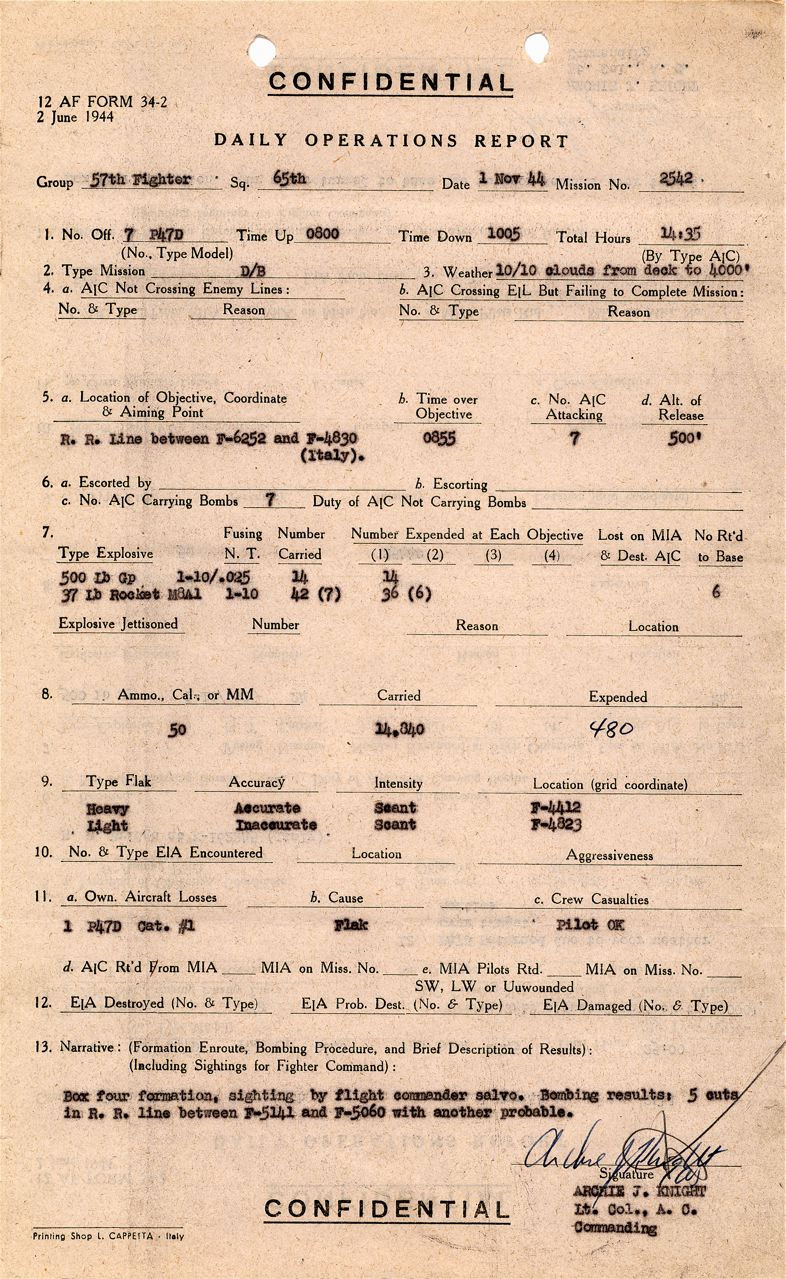 CONFIDENTIAL
12 AF FORM 34-2
2 June 1944
DAILY OPERATIONS REPORT
Group 57th Fighter Sq. 65th Date 1 Nov 44 Mission No. 2542
1. No. Off. 7 P47D Time Up 0800 Time Down 1005 Total Hours 14:35
(No., Type Model) (By Type A|C)
2. Type Mission D/B 3. Weather 10/10 clouds from deck to 4000'
4. a. A|C Not Crossing Enemy Lines: b. A|C Crossing E|L But Failing to Complete Mission:
No. & Type Reason No. & Type Reason
5. a. Location of Objective, Coordinate b. Time over c. No. A|C d. Alt. of
& Aiming Point Objective Attacking Release
R. R. Line between F-6252 and F-4830 0855 7 500'
(Italy).
6. a. Escorted by b. Escorting
c. No. A|C Carrying Bombs 7 Duty of A|C Not Carrying Bombs
7. Fusing Number Number Expended at Each Objective Lost on MIA No Rt'd
Type Explosive N. T. Carried (1) (2) (3) (4) & Dest. A|C to Base
500 Lb Gp 1-10/.025 14 14
37 Lb Rocket M8A1 1-10 42 (7) 36 (6) 6
Explosive Jettisoned Number Reason Location
8. Ammo., Cal., or MM Carried Expended
50 14,840 480
9. Type Flak Accuracy Intensity Location (grid coordinate)
Heavy Accurate Scant F-4412
Light Inaccurate Scant F-4823
10. No. & Type E|A Encountered Location Aggressiveness
11. a. Own. Aircraft Losses b. Cause c. Crew Casualties
1 P47D Cat. #1 Flak Pilot OK
d. A|C Rt'd From MIA MIA on Miss. No. e. MIA Pilots Rtd. MIA on Miss. No.
SW, LW or Uuwounded
12. E|A Destroyed (No. & Type) E|A Prob. Dest. (No. & Type) E|A Damaged (No. & Type)
13. Narrative: (Formation Enroute, Bombing Procedure, and Brief Description of Results):
(Including Sightings for Fighter Command):
Box four formation, sighting by flight commander salvo. Bombing results: 5 cuts
in R. R. line between F-5141 and F-5060 with another probable.
Archie J Knight
Signature
ARCHIE J. KNIGHT
Lt. Col., A. C.
Commanding
CONFIDENTIAL
Printing Shop L. CAPPETTA - Italy